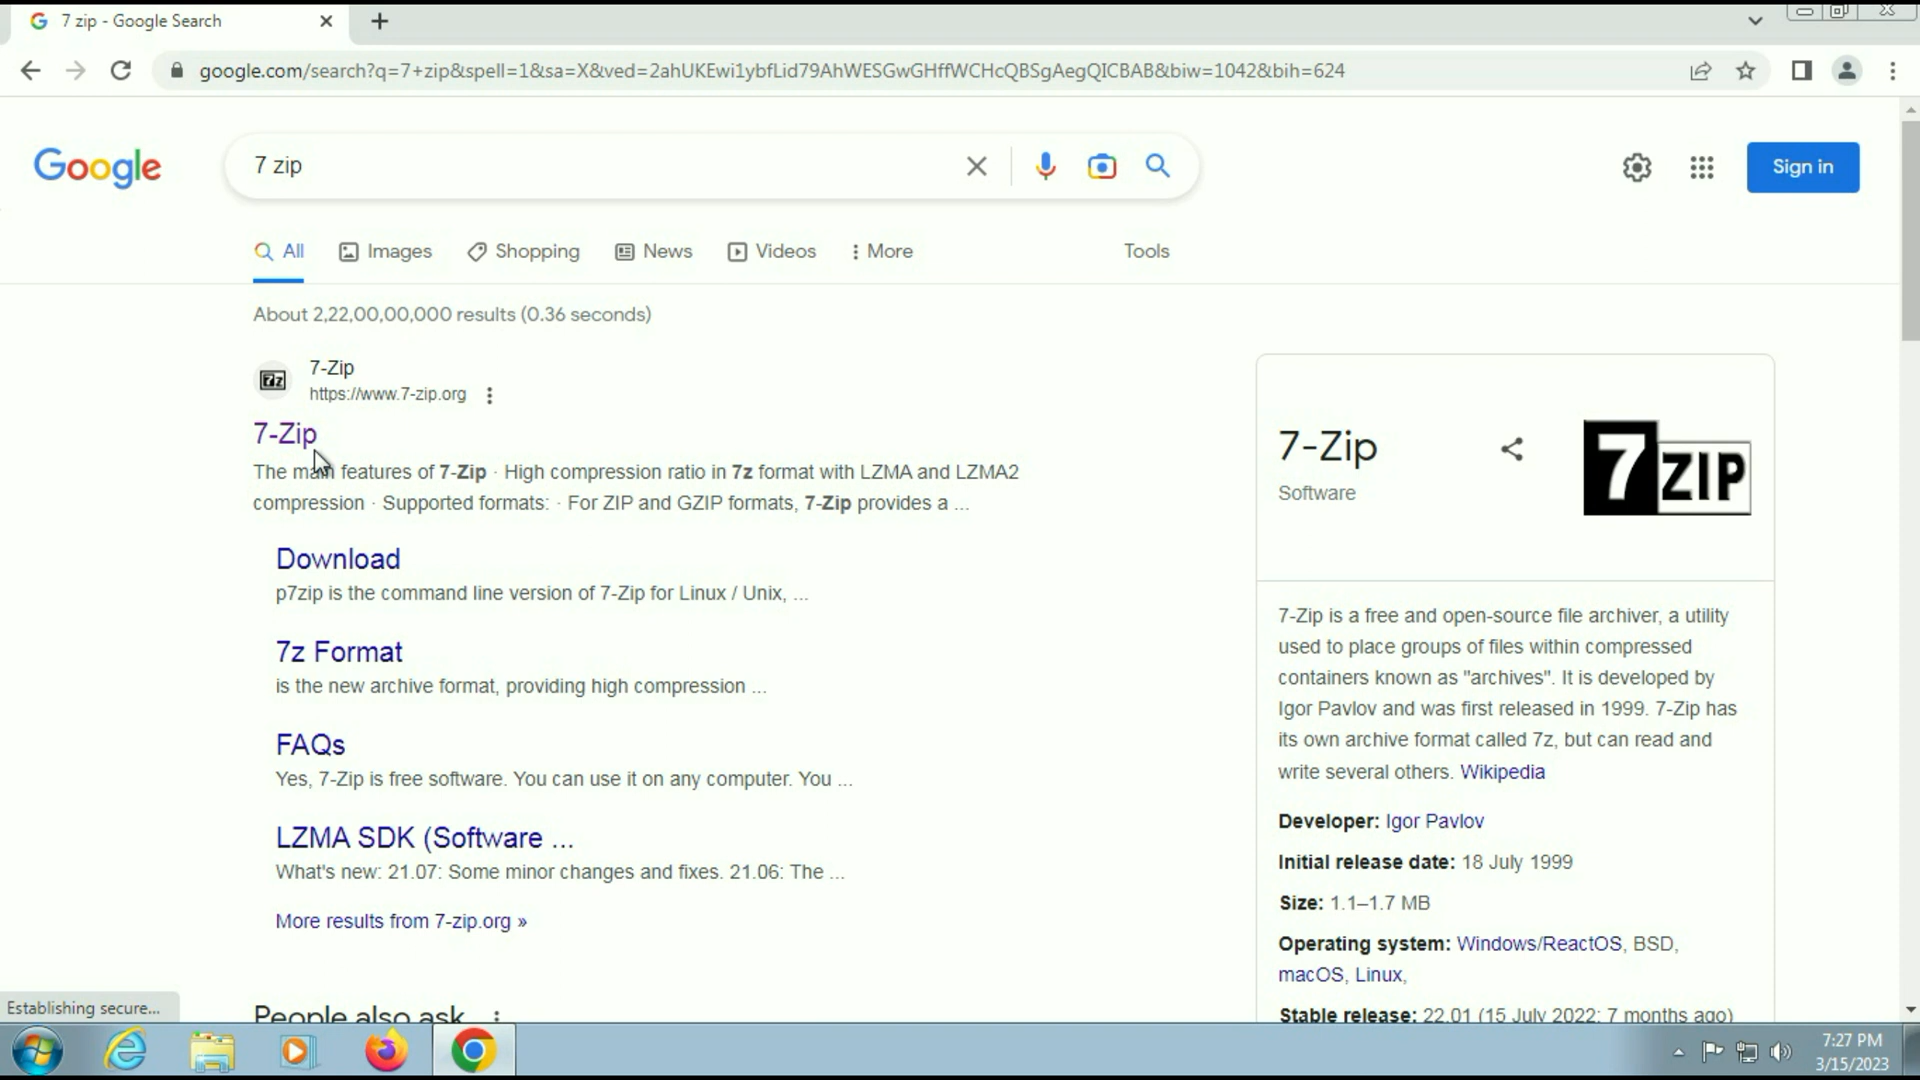 7 zip - Google Search
google.com/search?q=7+zip&spell=1&sa=X&ved=2ahUKEwi1ybfLid79AhWESGwGHffWCHcQBSgAegQICBAB&biw=1042&bih=624
Google
7 zip
Sign in
All Images Shopping News Videos More Tools
About 2,22,00,00,000 results (0.36 seconds)
7z
7-Zip
https://www.7-zip.org
7-Zip
The main features of 7-Zip · High compression ratio in 7z format with LZMA and LZMA2
compression · Supported formats: · For ZIP and GZIP formats, 7-Zip provides a ...
Download
p7zip is the command line version of 7-Zip for Linux / Unix, ...
7z Format
is the new archive format, providing high compression ...
FAQs
Yes, 7-Zip is free software. You can use it on any computer. You ...
LZMA SDK (Software ...
What's new: 21.07: Some minor changes and fixes. 21.06: The ...
More results from 7-zip.org »
People also ask
7-Zip
Software
7 ZIP
7-Zip is a free and open-source file archiver, a utility
used to place groups of files within compressed
containers known as "archives". It is developed by
Igor Pavlov and was first released in 1999. 7-Zip has
its own archive format called 7z, but can read and
write several others. Wikipedia
Developer: Igor Pavlov
Initial release date: 18 July 1999
Size: 1.1–1.7 MB
Operating system: Windows/ReactOS, BSD,
macOS, Linux,
Stable release: 22.01 (15 July 2022; 7 months ago)
Establishing secure...
7:27 PM
3/15/2023